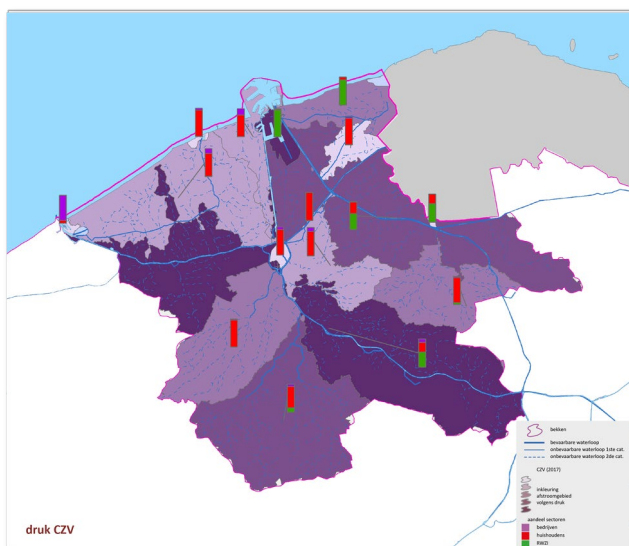 bekken
bevaarbare waterloop
onbevaarbare waterloop 1ste cat.
onbevaarbare waterloop 2de cat.
CZV (2017)
inkleuring
afstroomgebied
volgens druk
aandeel sectoren
bedrijven
huishoudens
RWZI
druk CZV